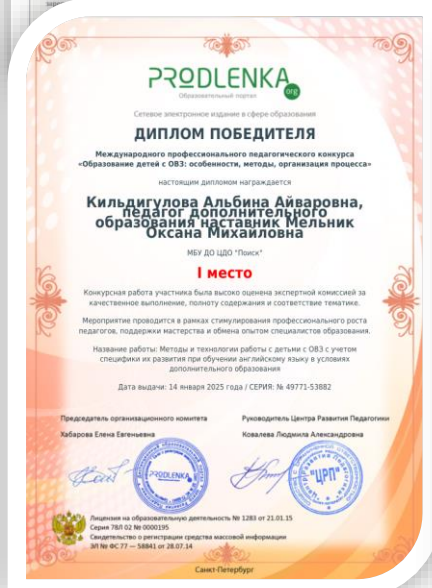 PRODLENKA
.org
Образовательный портал
Сетевое электронное издание в сфере образования
ДИПЛОМ ПОБЕДИТЕЛЯ
Международного профессионального педагогического конкурса
«Образование детей с ОВЗ: особенности, методы, организация процесса»
настоящим дипломом награждается
Кильдигулова Альбина Айваровна,
педагог дополнительного
образования наставник Мельник
Оксана Михайловна
МБУ ДО ЦДО "Поиск"
I место
Конкурсная работа участника была высоко оценена экспертной комиссией за
качественное выполнение, полноту содержания и соответствие тематике.
Мероприятие проводится в рамках стимулирования профессионального роста
педагогов, поддержки мастерства и обмена опытом специалистов образования.
Название работы: Методы и технологии работы с детьми с ОВЗ с учетом
специфики их развития при обучении английскому языку в условиях
дополнительного образования
Дата выдачи: 14 января 2025 года / СЕРИЯ: № 49771-53882
Председатель организационного комитета
Руководитель Центра Развития Педагогики
Хабарова Елена Евгеньевна
Ковалева Людмила Александровна
PRODLENKA
"ЦРП"
Лицензия на образовательную деятельность № 1283 от 21.01.15
Серия 78Л 02 № 0000195
Свидетельство о регистрации средства массовой информации
ЭЛ № ФС 77 — 58841 от 28.07.14
Санкт-Петербург